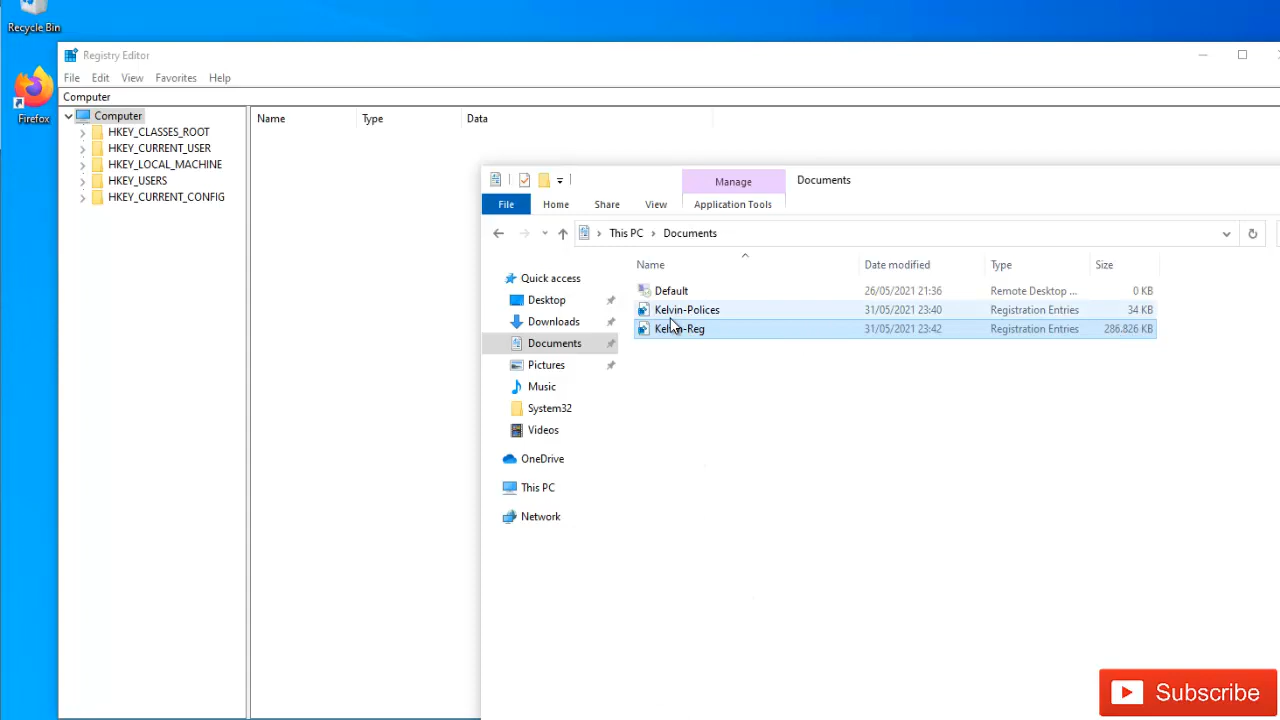 Recycle Bin
Firefox
Registry Editor
File Edit View Favorites Help
Computer
Computer
HKEY_CLASSES_ROOT
HKEY_CURRENT_USER
HKEY_LOCAL_MACHINE
HKEY_USERS
HKEY_CURRENT_CONFIG
Name Type Data
Manage Documents
File Home Share View Application Tools
This PC Documents
Name Date modified Type Size
Quick access
Desktop
Downloads
Documents
Pictures
Music
System32
Videos
OneDrive
This PC
Network
Default 26/05/2021 21:36 Remote Desktop ... 0 KB
Kelvin-Polices 31/05/2021 23:40 Registration Entries 34 KB
Kelvin-Reg 31/05/2021 23:42 Registration Entries 286.826 KB
Subscribe